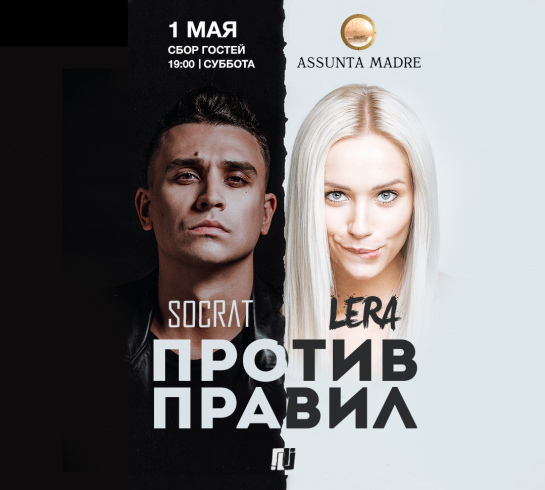 1 МАЯ
СБОР ГОСТЕЙ
19:00 | СУББОТА
ASSUNTA MADRE
SOCRAT
LERA
ПРОТИВ
ПРАВИЛ